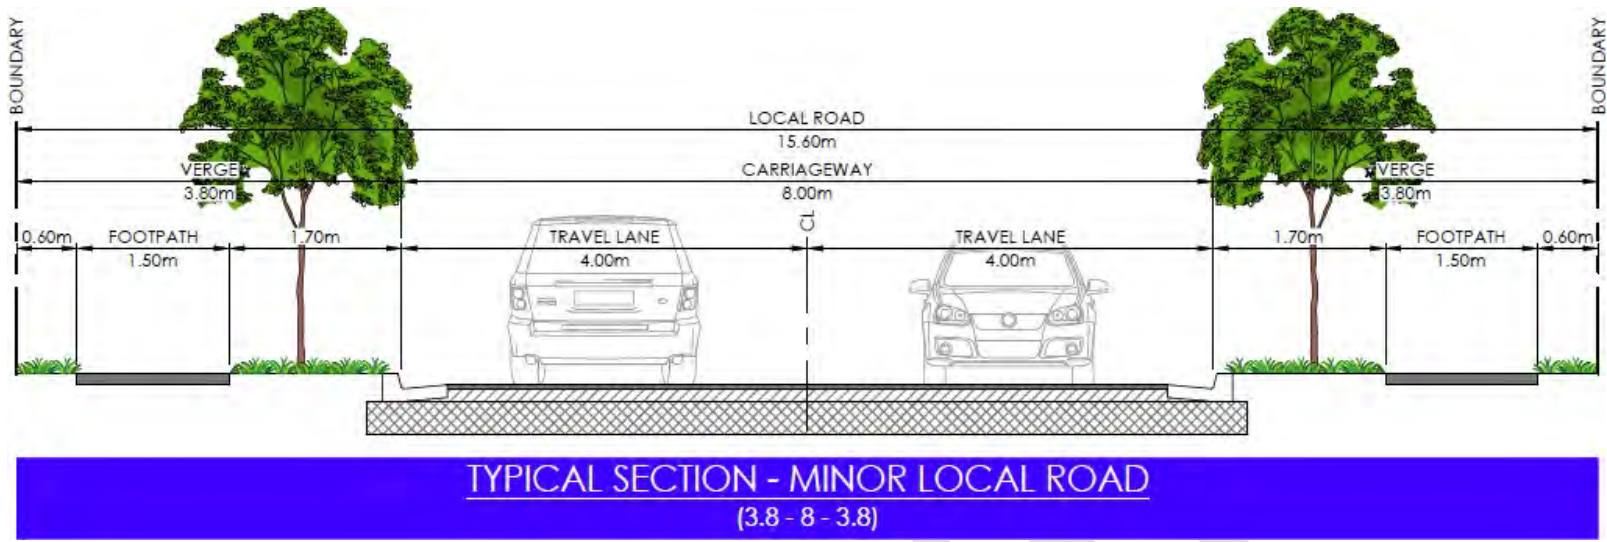 BOUNDARY
BOUNDARY
LOCAL ROAD
15.60m
VERGE
3.80m
CARRIAGEWAY
8.00m
VERGE
3.80m
CL
0.60m
FOOTPATH
1.50m
1.70m
TRAVEL LANE
4.00m
TRAVEL LANE
4.00m
1.70m
FOOTPATH
1.50m
0.60m
TYPICAL SECTION - MINOR LOCAL ROAD
(3.8 - 8 - 3.8)